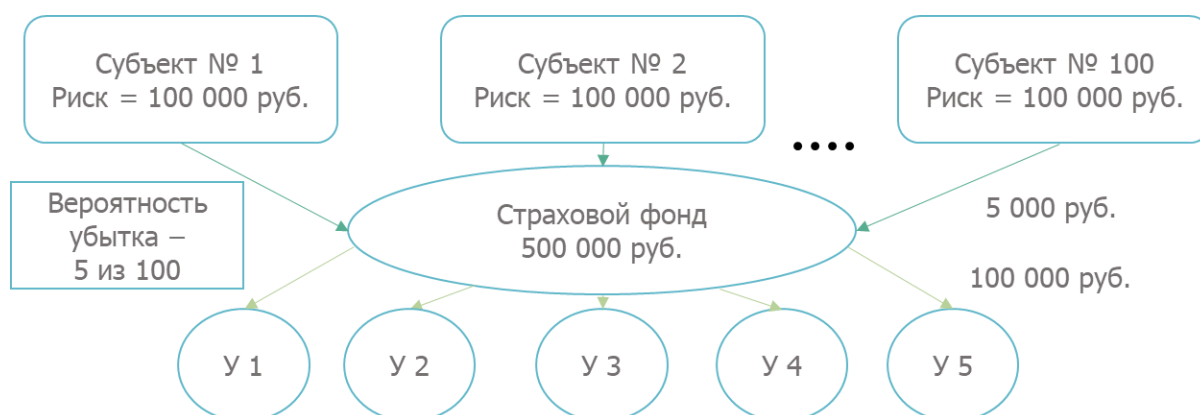 Субъект № 1
Риск = 100 000 руб.
Субъект № 2
Риск = 100 000 руб.
Субъект № 100
Риск = 100 000 руб.
....
Вероятность
убытка –
5 из 100
Страховой фонд
500 000 руб.
5 000 руб.
100 000 руб.
У 1
У 2
У 3
У 4
У 5